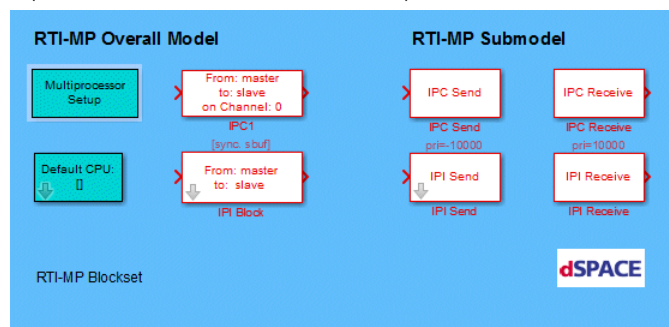 RTI-MP Overall Model
RTI-MP Submodel
Multiprocessor
Setup
From: master
to: slave
on Channel: 0
IPC1
[sync. sbuf]
IPC Send
IPC Send
pri=-10000
IPC Receive
IPC Receive
pri=10000
Default CPU:
[]
From: master
to: slave
IPI Block
IPI Send
IPI Send
IPI Receive
IPI Receive
RTI-MP Blockset
dSPACE